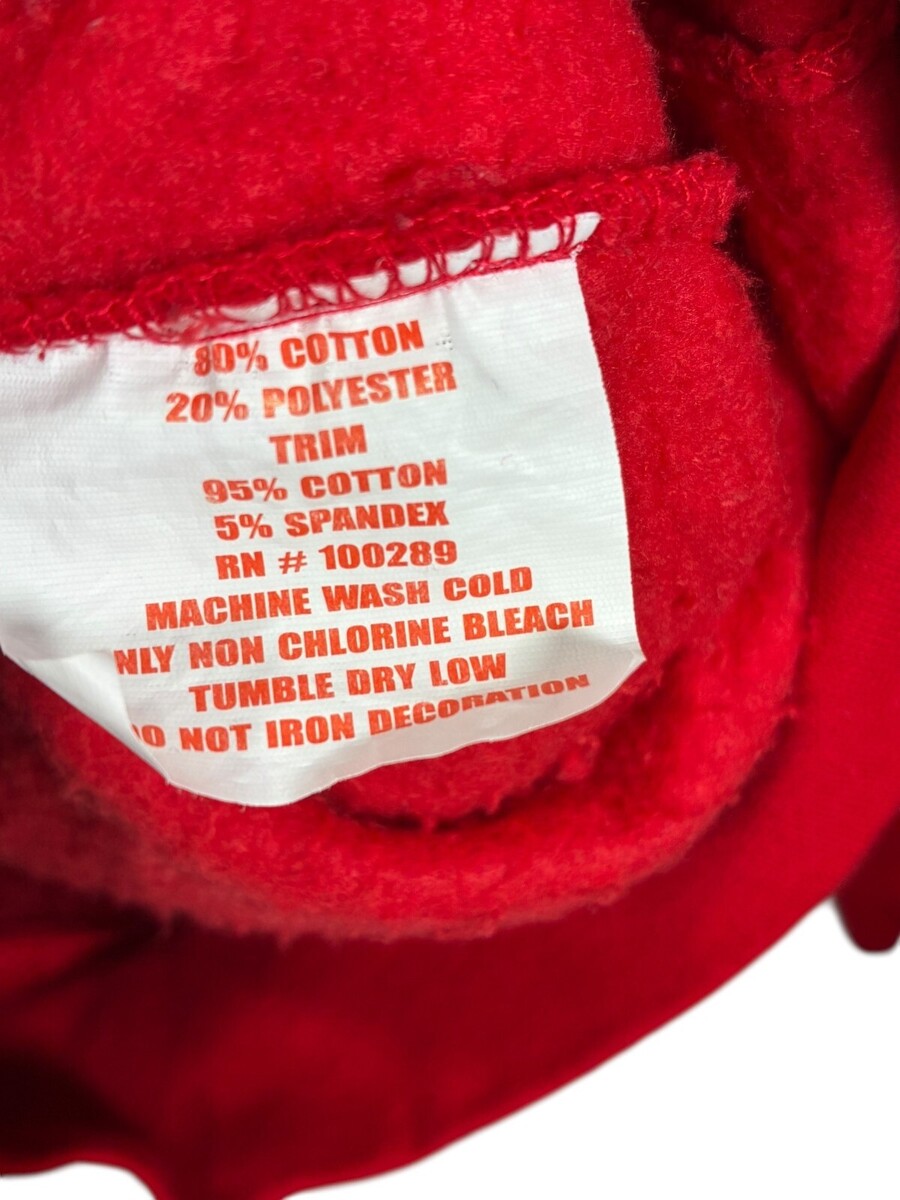 80% COTTON
20% POLYESTER
TRIM
95% COTTON
5% SPANDEX
RN # 100289
MACHINE WASH COLD
NLY NON CHLORINE BLEACH
TUMBLE DRY LOW
O NOT IRON DECORATION